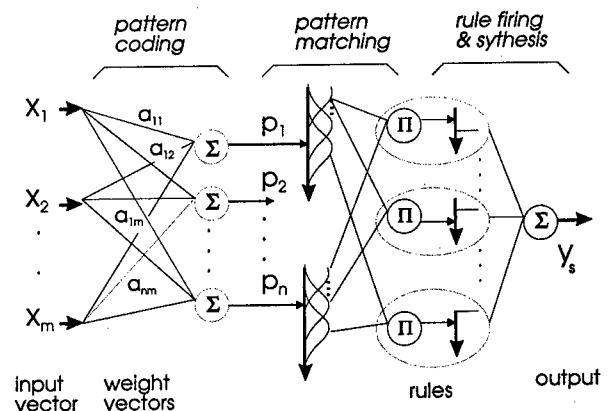 pattern coding
pattern matching
rule firing & sythesis
X1
a11
a12
Σ
p1
Π
X2
a1m
Σ
p2
Π
Σ
ys
anm
Xm
Σ
pn
Π
input vector
weight vectors
rules
output